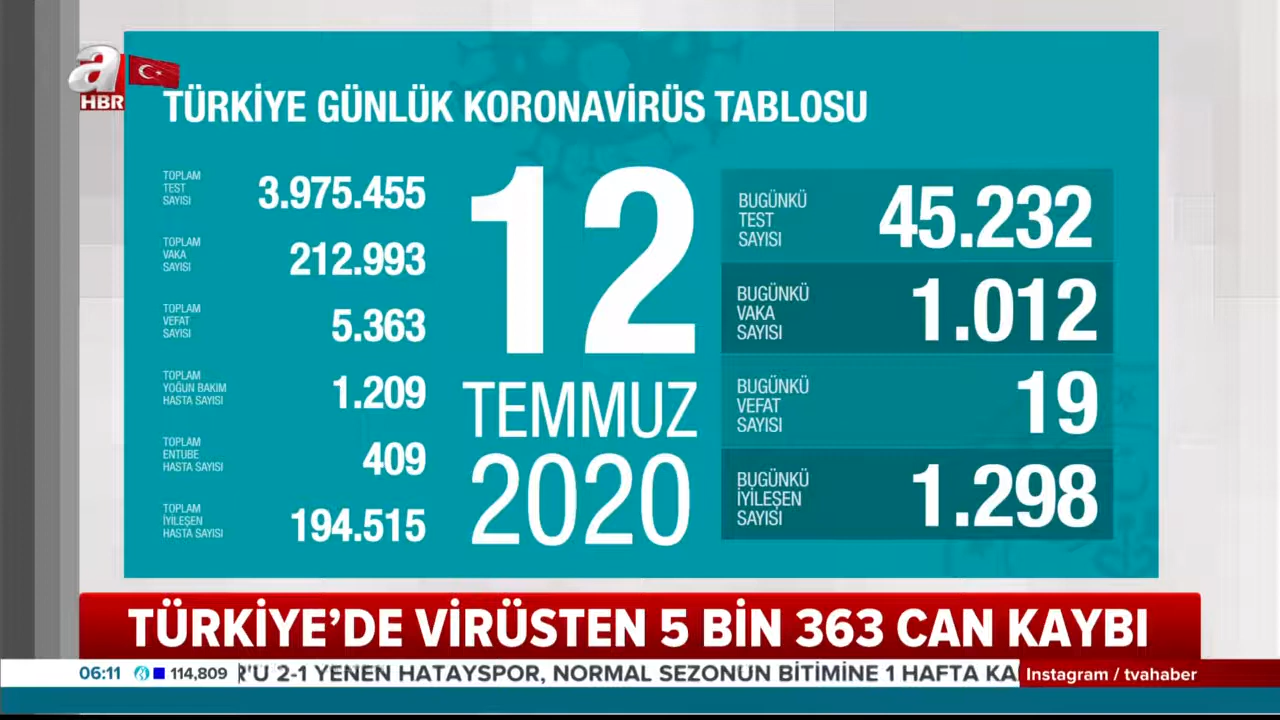 a
HBR
TÜRKİYE GÜNLÜK KORONAVİRÜS TABLOSU
TOPLAM
TEST
SAYISI
3.975.455
TOPLAM
VAKA
SAYISI
212.993
TOPLAM
VEFAT
SAYISI
5.363
TOPLAM
YOĞUN BAKIM
HASTA SAYISI
1.209
TOPLAM
ENTUBE
HASTA SAYISI
409
TOPLAM
İYİLEŞEN
HASTA SAYISI
194.515
12
TEMMUZ
2020
BUGÜNKÜ
TEST
SAYISI
45.232
BUGÜNKÜ
VAKA
SAYISI
1.012
BUGÜNKÜ
VEFAT
SAYISI
19
BUGÜNKÜ
İYİLEŞEN
SAYISI
1.298
TÜRKİYE'DE VİRÜSTEN 5 BİN 363 CAN KAYBI
06:11 114,809 R'U 2-1 YENEN HATAYSPOR, NORMAL SEZONUN BİTİMİNE 1 HAFTA KA
Instagram / tvahaber